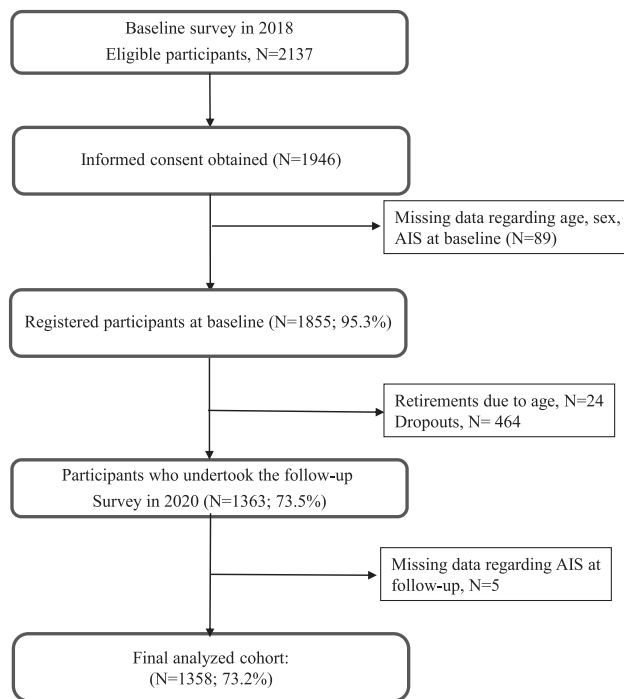 Baseline survey in 2018
Eligible participants, N=2137
Informed consent obtained (N=1946)
Missing data regarding age, sex,
AIS at baseline (N=89)
Registered participants at baseline (N=1855; 95.3%)
Retirements due to age, N=24
Dropouts, N= 464
Participants who undertook the follow-up
Survey in 2020 (N=1363; 73.5%)
Missing data regarding AIS at
follow-up, N=5
Final analyzed cohort:
(N=1358; 73.2%)